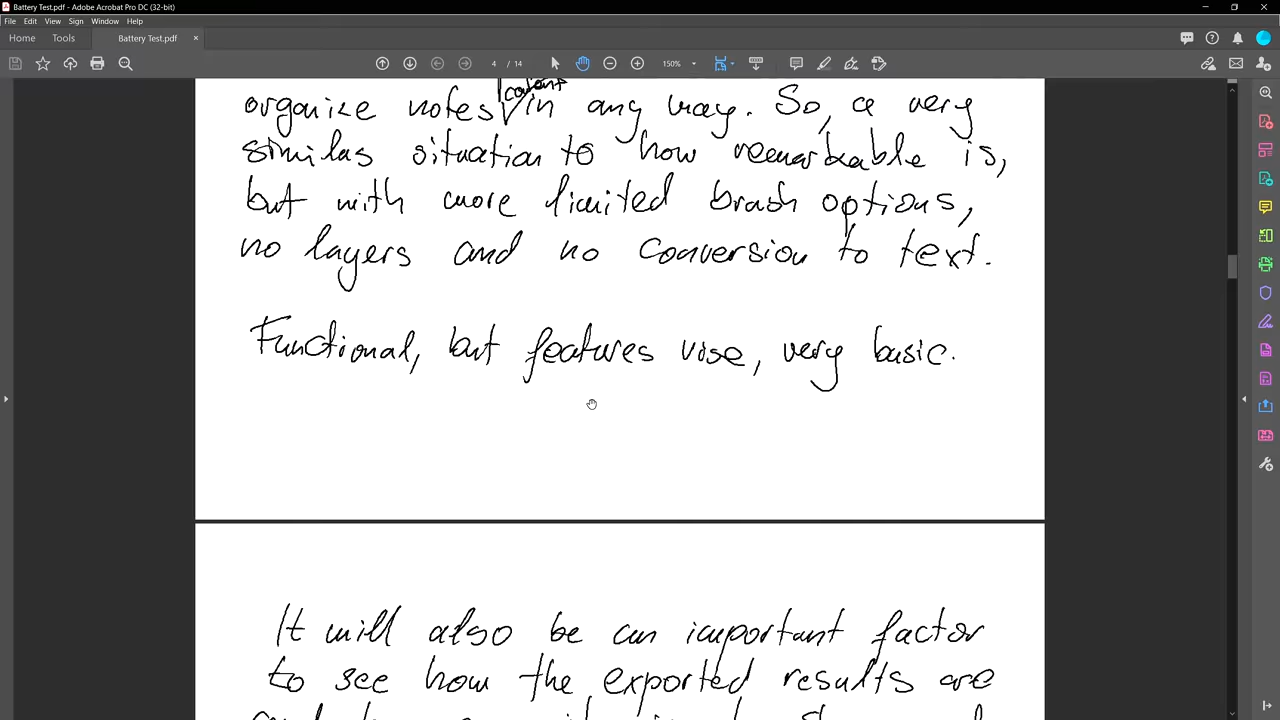 Battery Test.pdf - Adobe Acrobat Pro DC (32-bit)
File Edit View Sign Window Help
Home Tools Battery Test.pdf ×
4 / 14 150%
content
organize notes in any way. So, a very
similar situation to how reemarkable is,
but with more limited brush options,
no layers and no conversion to text.
Functional, but features vise, very basic.
It will also be an important factor
to see how the exported results are